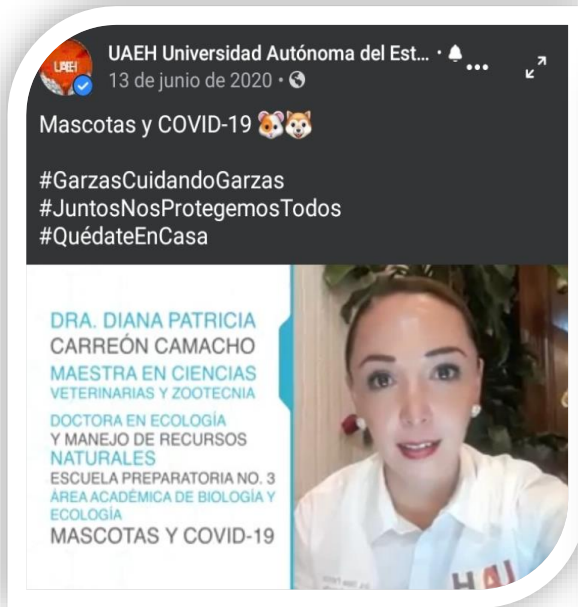 UAEH
UAEH Universidad Autónoma del Est... ·
13 de junio de 2020 ·
Mascotas y COVID-19
#GarzasCuidandoGarzas
#JuntosNosProtegemosTodos
#QuédateEnCasa
DRA. DIANA PATRICIA
CARREÓN CAMACHO
MAESTRA EN CIENCIAS
VETERINARIAS Y ZOOTECNIA
DOCTORA EN ECOLOGÍA
Y MANEJO DE RECURSOS
NATURALES
ESCUELA PREPARATORIA NO. 3
ÁREA ACADÉMICA DE BIOLOGÍA Y
ECOLOGÍA
MASCOTAS Y COVID-19